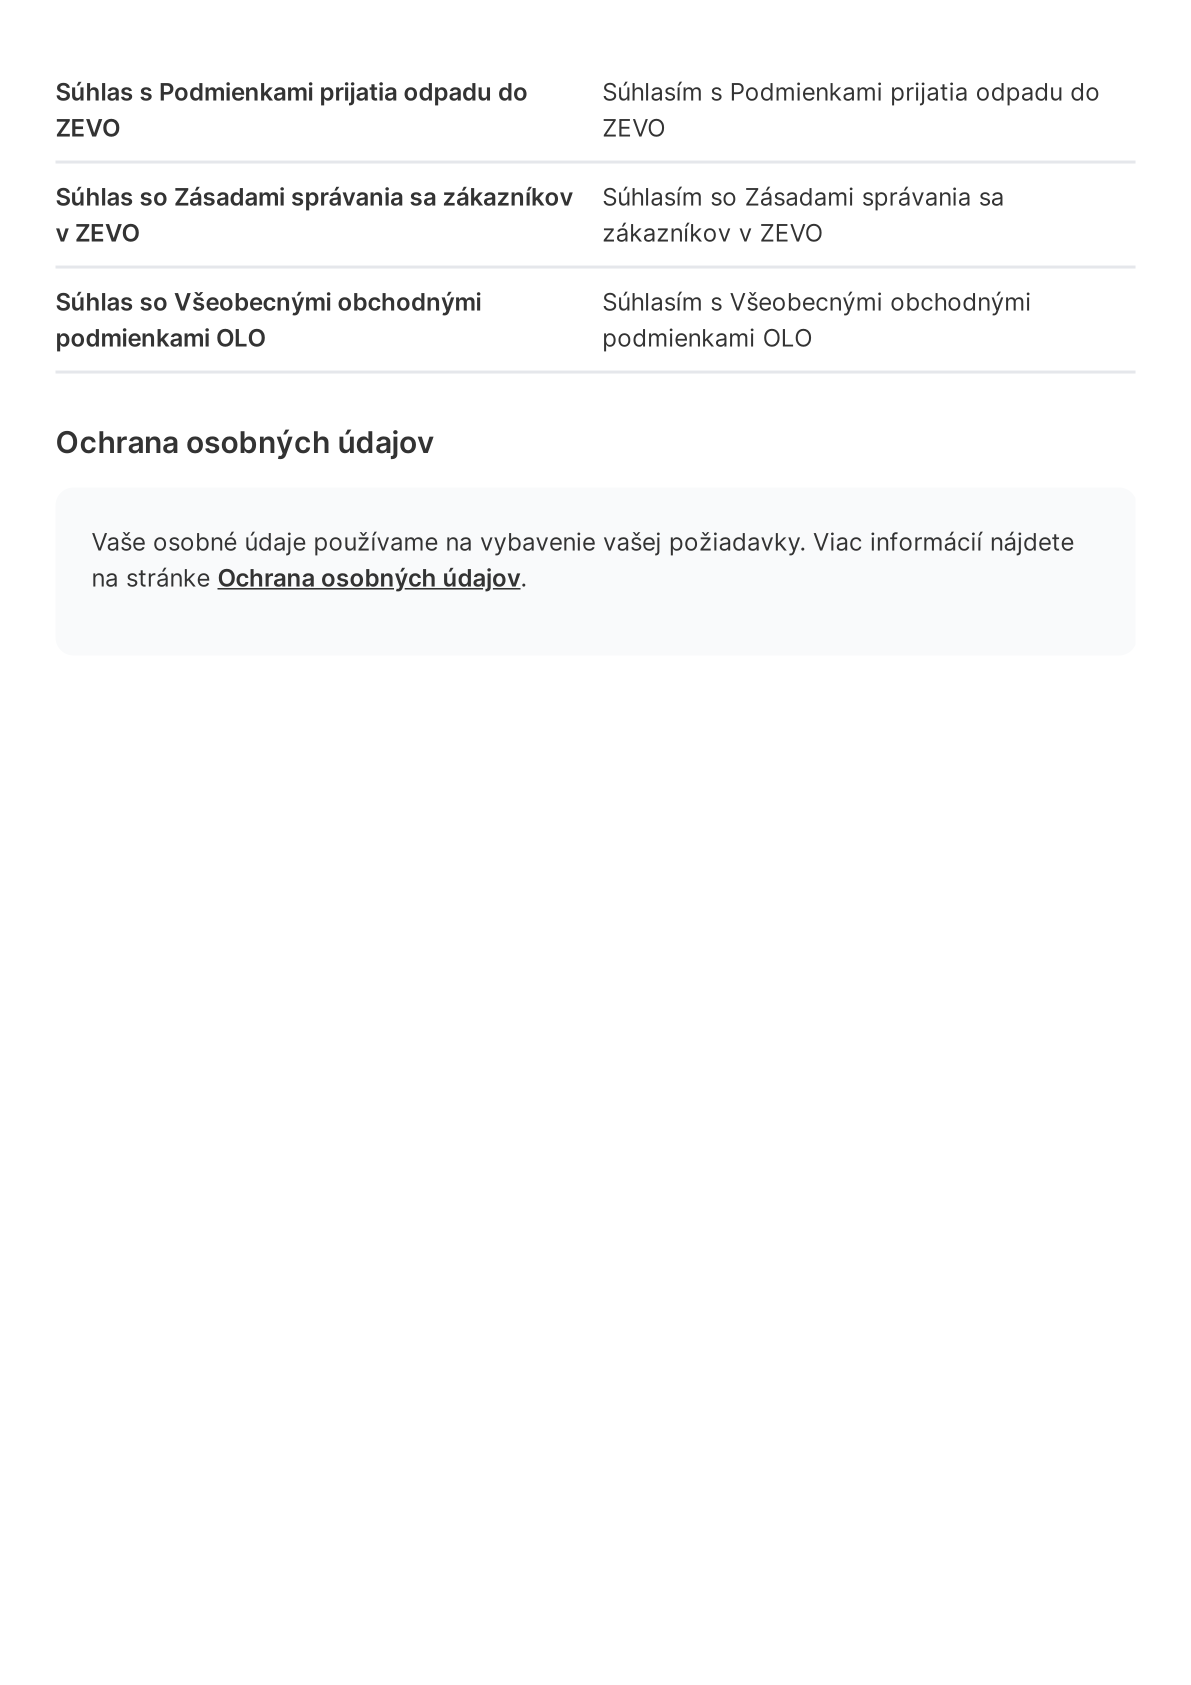 Súhlas s Podmienkami prijatia odpadu do
ZEVO
Súhlasím s Podmienkami prijatia odpadu do
ZEVO
Súhlas so Zásadami správania sa zákazníkov
v ZEVO
Súhlasím so Zásadami správania sa
zákazníkov v ZEVO
Súhlas so Všeobecnými obchodnými
podmienkami OLO
Súhlasím s Všeobecnými obchodnými
podmienkami OLO
Ochrana osobných údajov
Vaše osobné údaje používame na vybavenie vašej požiadavky. Viac informácií nájdete
na stránke Ochrana osobných údajov.